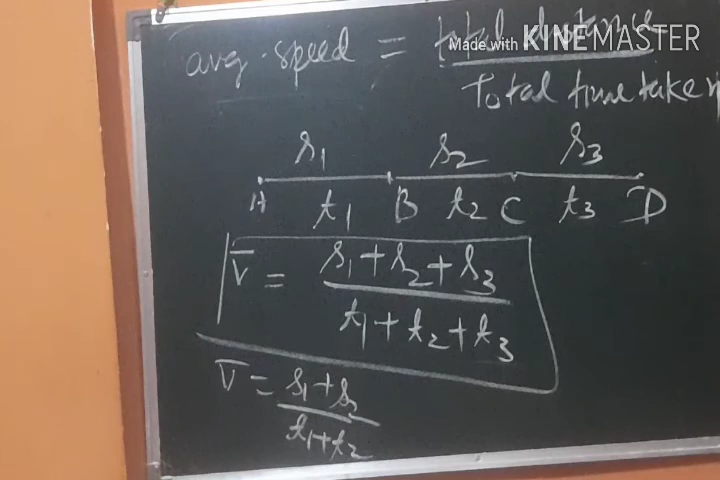 avg. speed = total distance
Made with KINEMASTER
Total time taken
s1 s2 s3
A t1 B t2 C t3 D
v̄ = s1+s2+s3
t1+t2+t3
v̄ = s1+s2
t1+t2